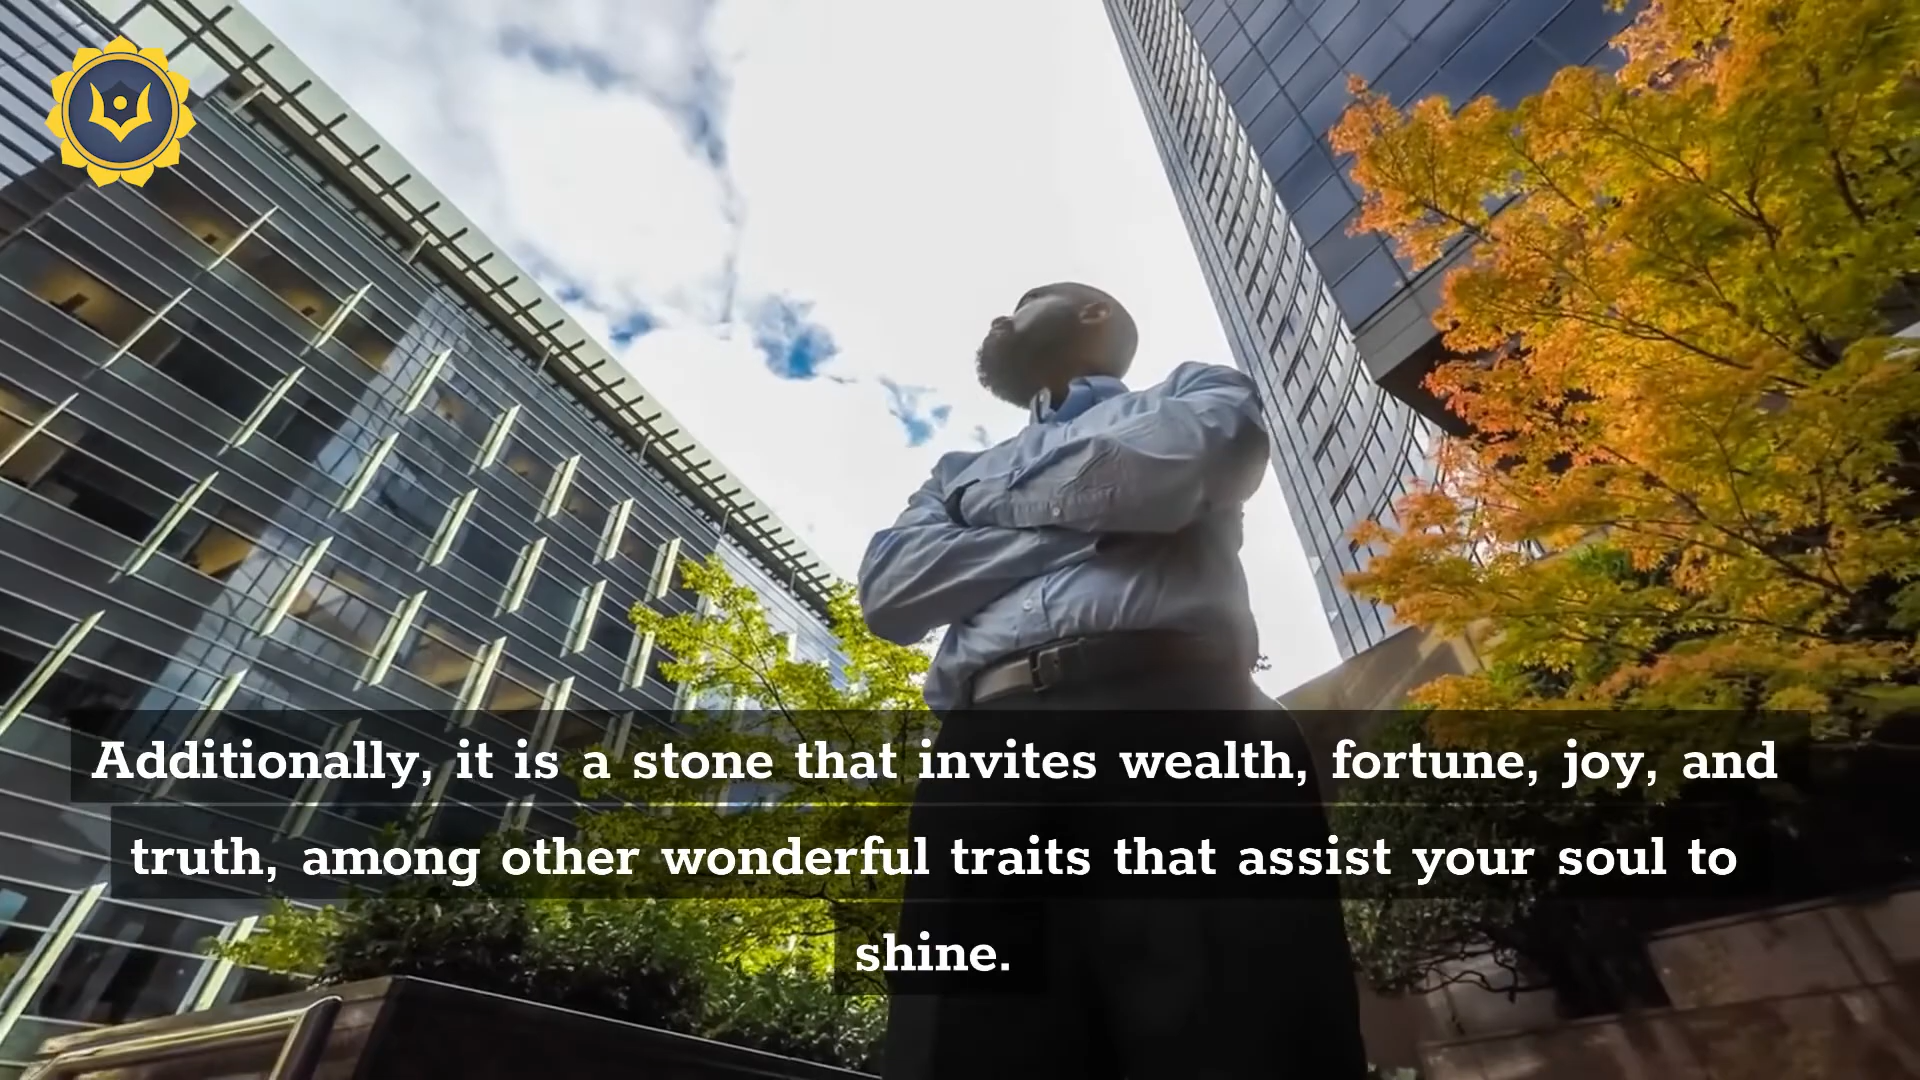 Additionally, it is a stone that invites wealth, fortune, joy, and
truth, among other wonderful traits that assist your soul to
shine.